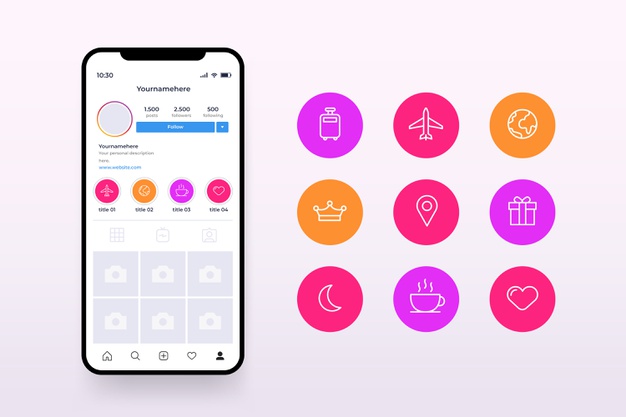 10:30
Yournamehere
1.500 2.500 500
posts followers following
Follow
Yournamehere
Your personal description
here.
www.website.com
title 01 title 02 title 03 title 04